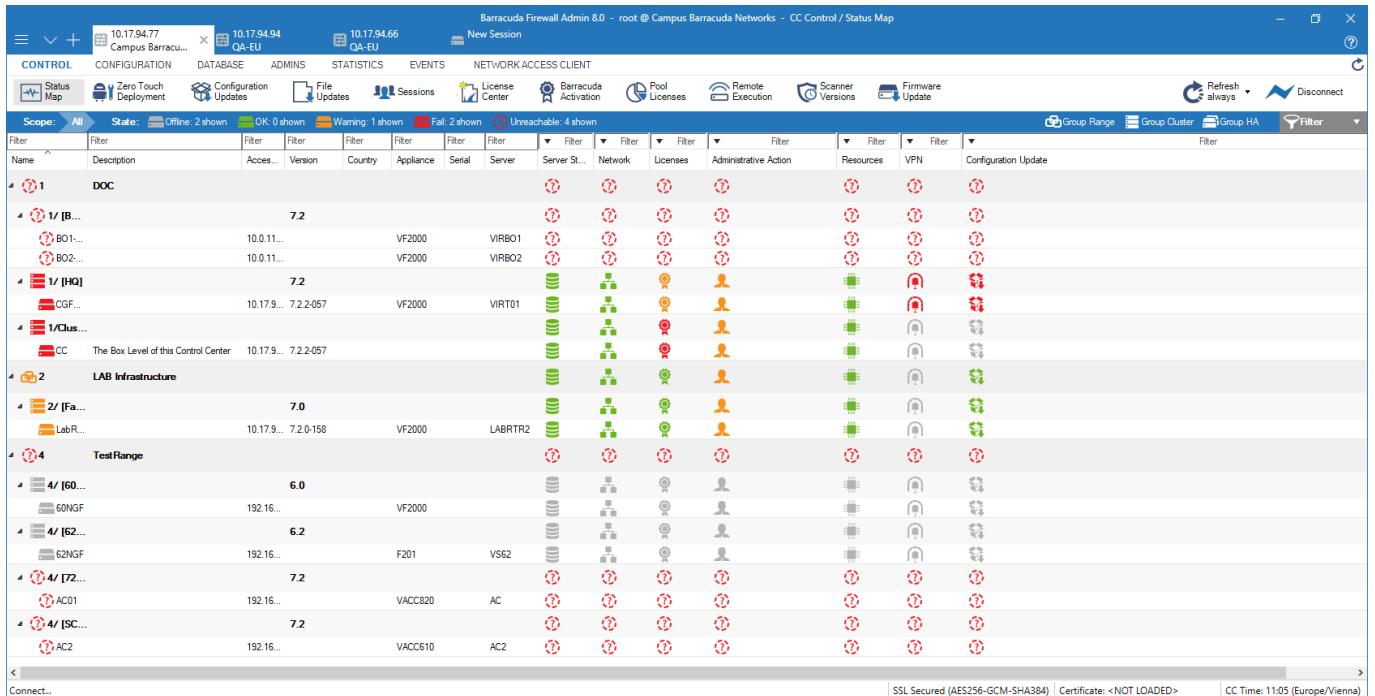 Barracuda Firewall Admin 8.0 - root @ Campus Barracuda Networks - CC Control / Status Map
10.17.94.77 Campus Barracu...
10.17.94.94 QA-EU
10.17.94.66 QA-EU
New Session
CONTROL CONFIGURATION DATABASE ADMINS STATISTICS EVENTS NETWORK ACCESS CLIENT
Status Map Zero Touch Deployment Configuration Updates File Updates Sessions License Center Barracuda Activation Pool Licenses Remote Execution Scanner Versions Firmware Update Refresh always Disconnect
Scope: All State: Offline: 2 shown OK: 0 shown Warning: 1 shown Fail: 2 shown Unreachable: 4 shown Group Range Group Cluster Group HA Filter
Filter Filter Filter Filter Filter Filter Filter Filter Filter Filter Filter Filter Filter Filter Filter
Name Description Acces... Version Country Appliance Serial Server Server St... Network Licenses Administrative Action Resources VPN Configuration Update
1 DOC
1/ [B... 7.2
BO1-... 10.0.11... VF2000 VIRBO1
BO2-... 10.0.11... VF2000 VIRBO2
1/ [HQ] 7.2
CGF... 10.17.9... 7.2.2-057 VF2000 VIRT01
1/Clus...
CC The Box Level of this Control Center 10.17.9... 7.2.2-057
2 LAB Infrastructure
2/ [Fa... 7.0
LabR... 10.17.9... 7.2.0-158 VF2000 LABRTR2
4 TestRange
4/ [60... 6.0
60NGF 192.16... VF2000
4/ [62... 6.2
62NGF 192.16... F201 VS62
4/ [72... 7.2
AC01 192.16... VACC820 AC
4/ [SC... 7.2
AC2 192.16... VACC610 AC2
Connect... SSL Secured (AES256-GCM-SHA384) Certificate: <NOT LOADED> CC Time: 11:05 (Europe/Vienna)